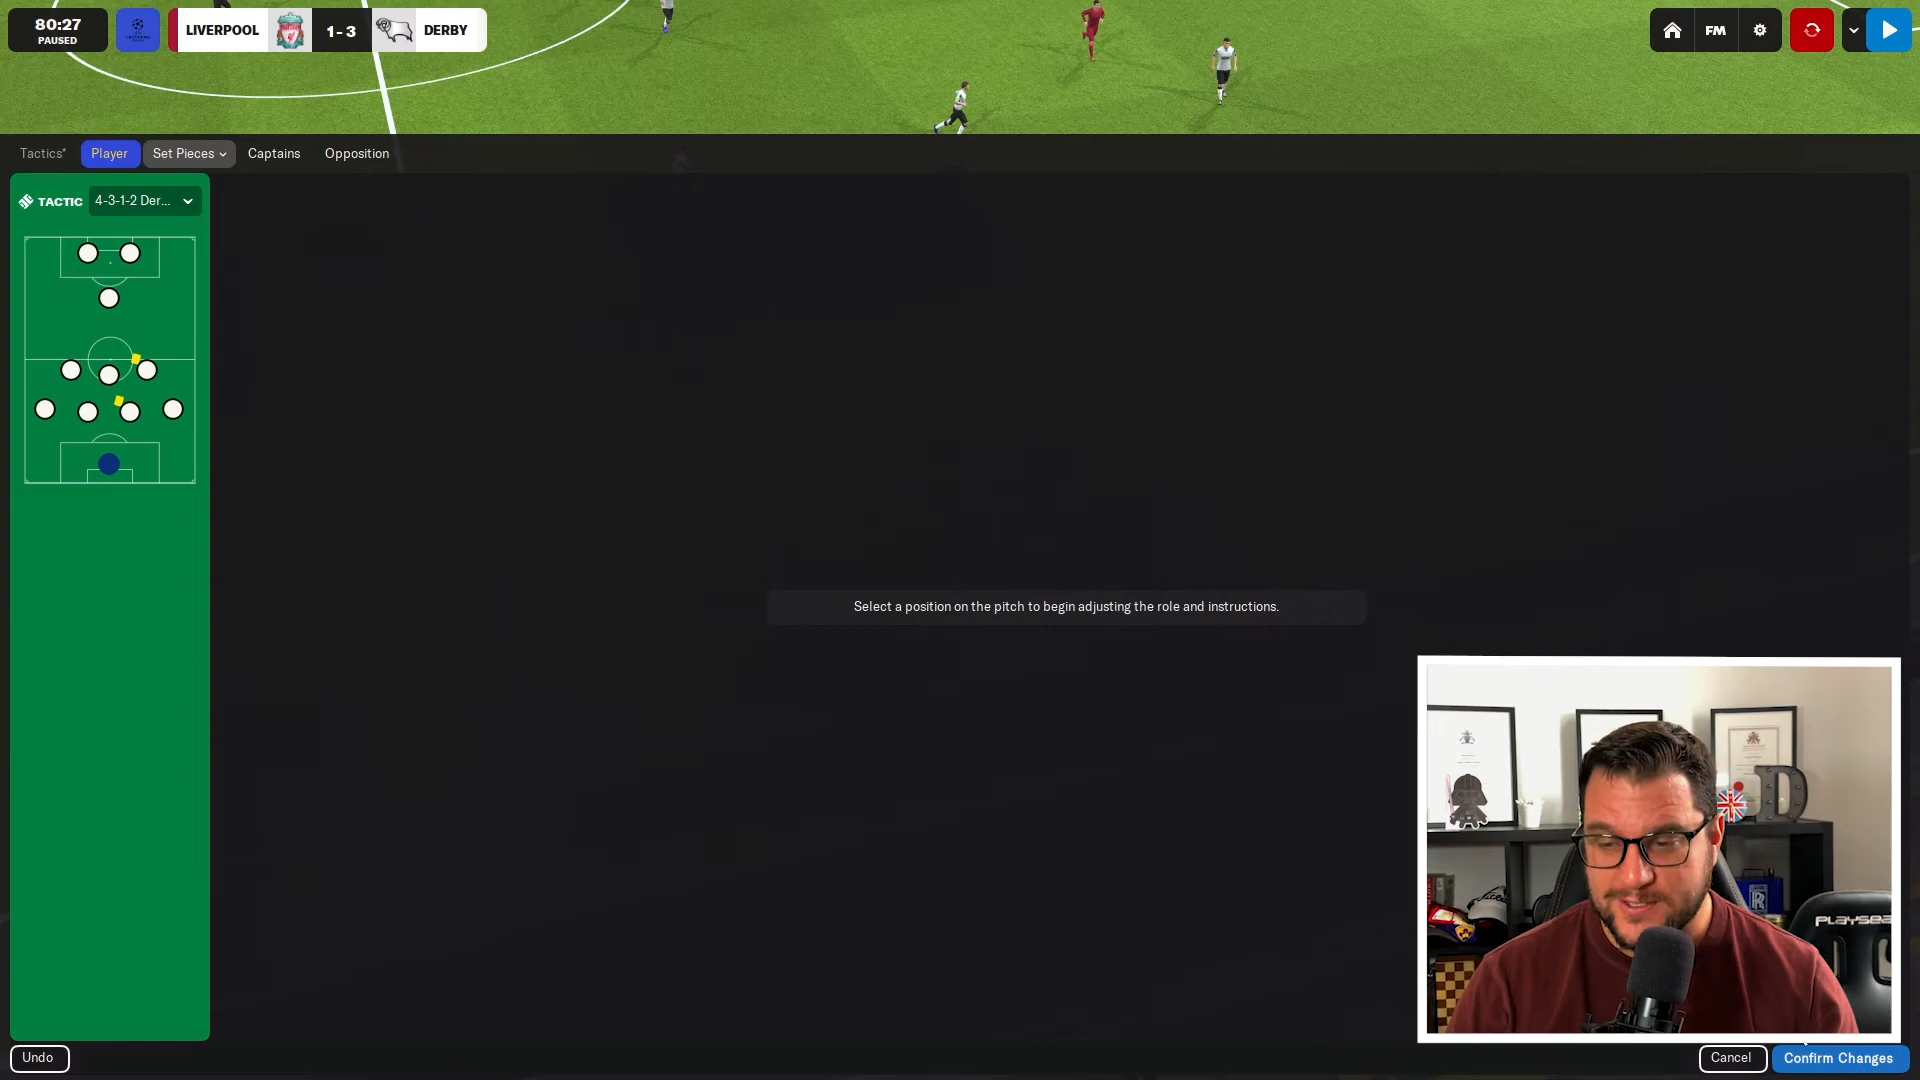 80:27
PAUSED
LIVERPOOL
1 - 3
DERBY
FM
Tactics*
Player
Set Pieces
Captains
Opposition
TACTIC
4-3-1-2 Der...
Select a position on the pitch to begin adjusting the role and instructions.
D
PLAYSEA
Undo
Cancel
Confirm Changes